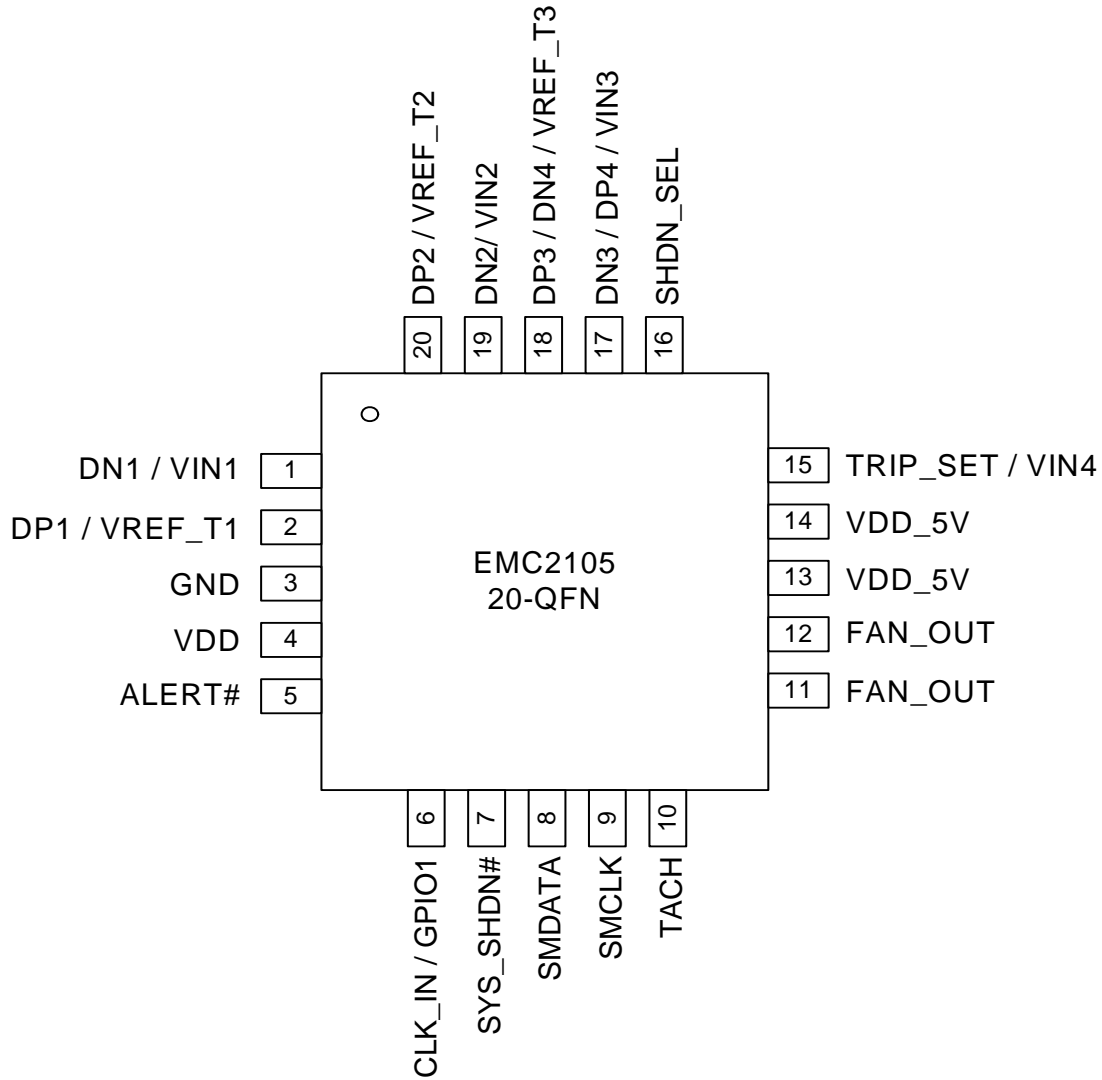 DP2 / VREF_T2
DN2/ VIN2
DP3 / DN4 / VREF_T3
DN3 / DP4 / VIN3
SHDN_SEL
20
19
18
17
16
DN1 / VIN1
1
DP1 / VREF_T1
2
GND
3
VDD
4
ALERT#
5
EMC2105
20-QFN
15
TRIP_SET / VIN4
14
VDD_5V
13
VDD_5V
12
FAN_OUT
11
FAN_OUT
6
7
8
9
10
CLK_IN / GPIO1
SYS_SHDN#
SMDATA
SMCLK
TACH